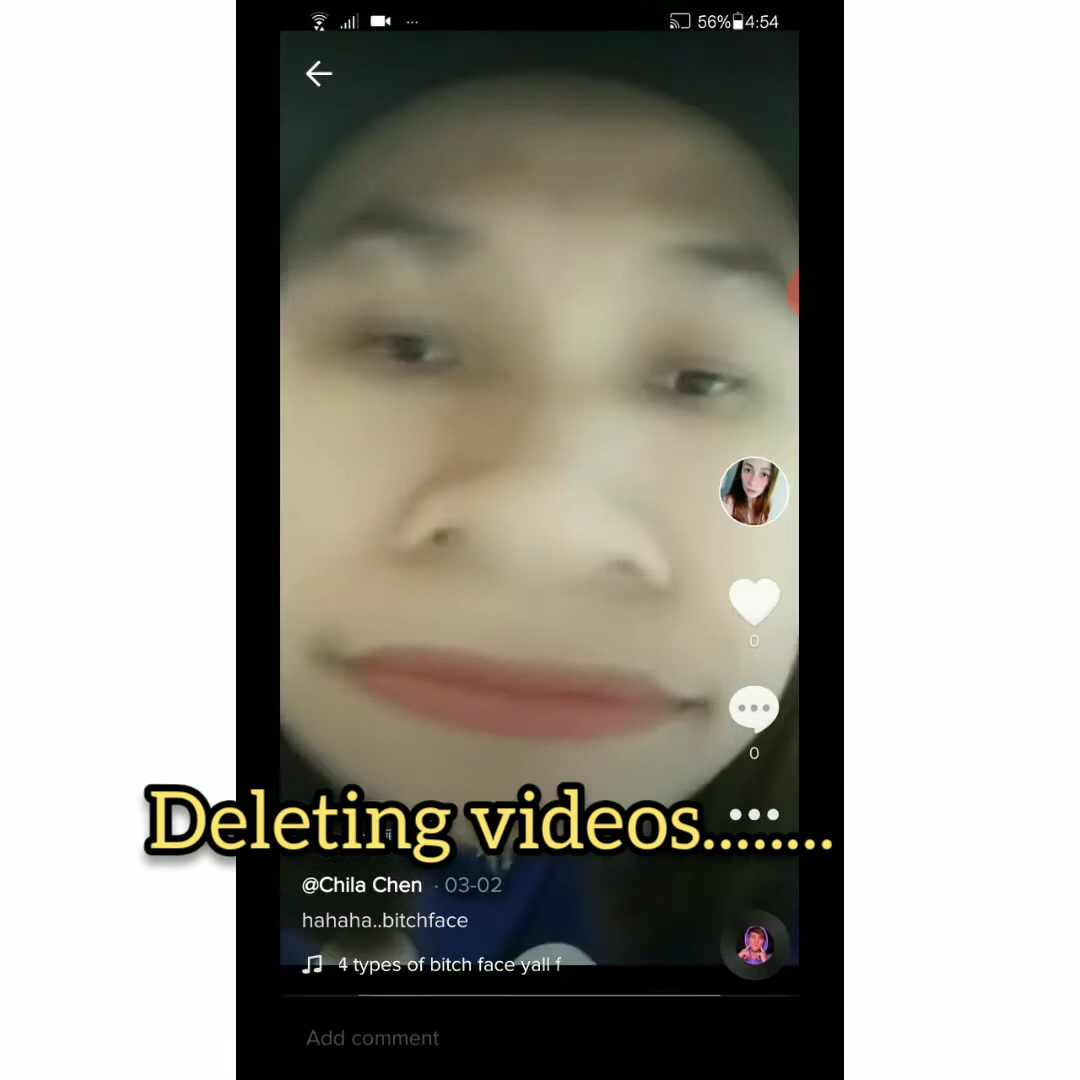 56% 4:54
0
0
Deleting videos........
@Chila Chen · 03-02
hahaha..bitchface
4 types of bitch face yall f
Add comment